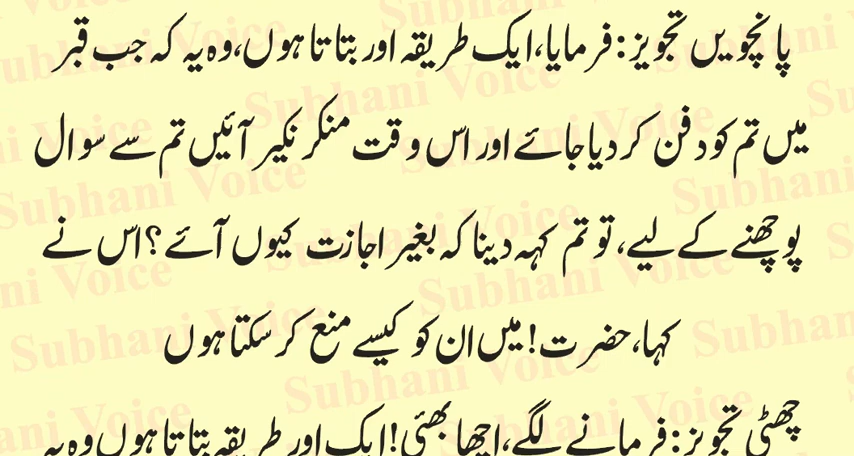 پانچویں تجویز: فرمایا، ایک طریقہ اور بتاتا ہوں، وہ یہ کہ جب قبر
میں تم کو دفن کر دیا جائے اور اس وقت منکر نکیر آئیں تم سے سوال
پوچھنے کے لیے، تو تم کہہ دینا کہ بغیر اجازت کیوں آئے؟ اس نے
کہا، حضرت! میں ان کو کیسے منع کر سکتا ہوں
چھٹی تجویز: فرمانے لگے، اچھا بھئی! ایک اور طریقہ بتاتا ہوں وہ یہ
Subhani Voice